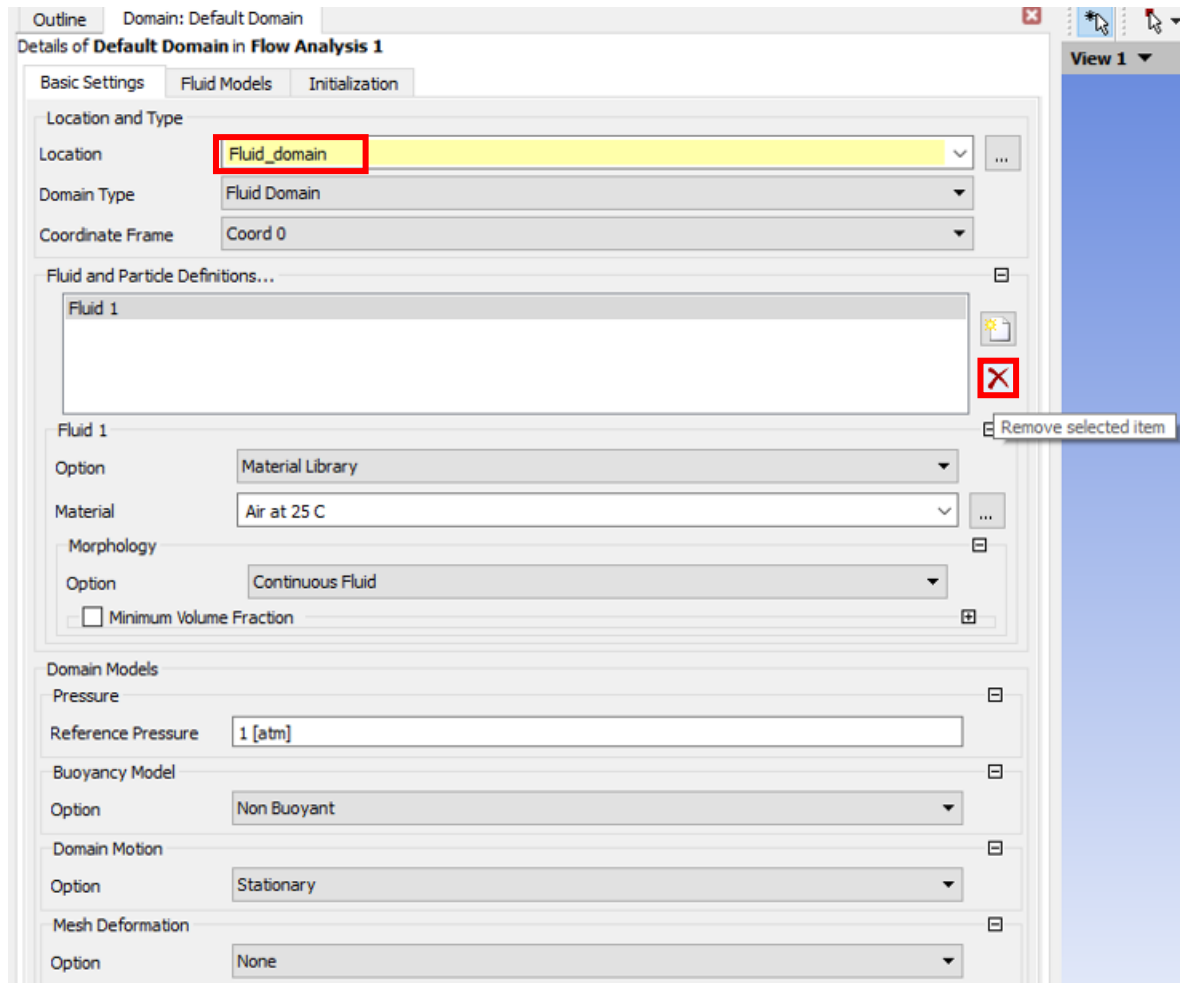 Outline Domain: Default Domain
Details of Default Domain in Flow Analysis 1
View 1
Basic Settings Fluid Models Initialization
Location and Type
Location Fluid_domain ...
Domain Type Fluid Domain
Coordinate Frame Coord 0
Fluid and Particle Definitions...
Fluid 1
Fluid 1
Remove selected item
Option Material Library
Material Air at 25 C ...
Morphology
Option Continuous Fluid
Minimum Volume Fraction
Domain Models
Pressure
Reference Pressure 1 [atm]
Buoyancy Model
Option Non Buoyant
Domain Motion
Option Stationary
Mesh Deformation
Option None